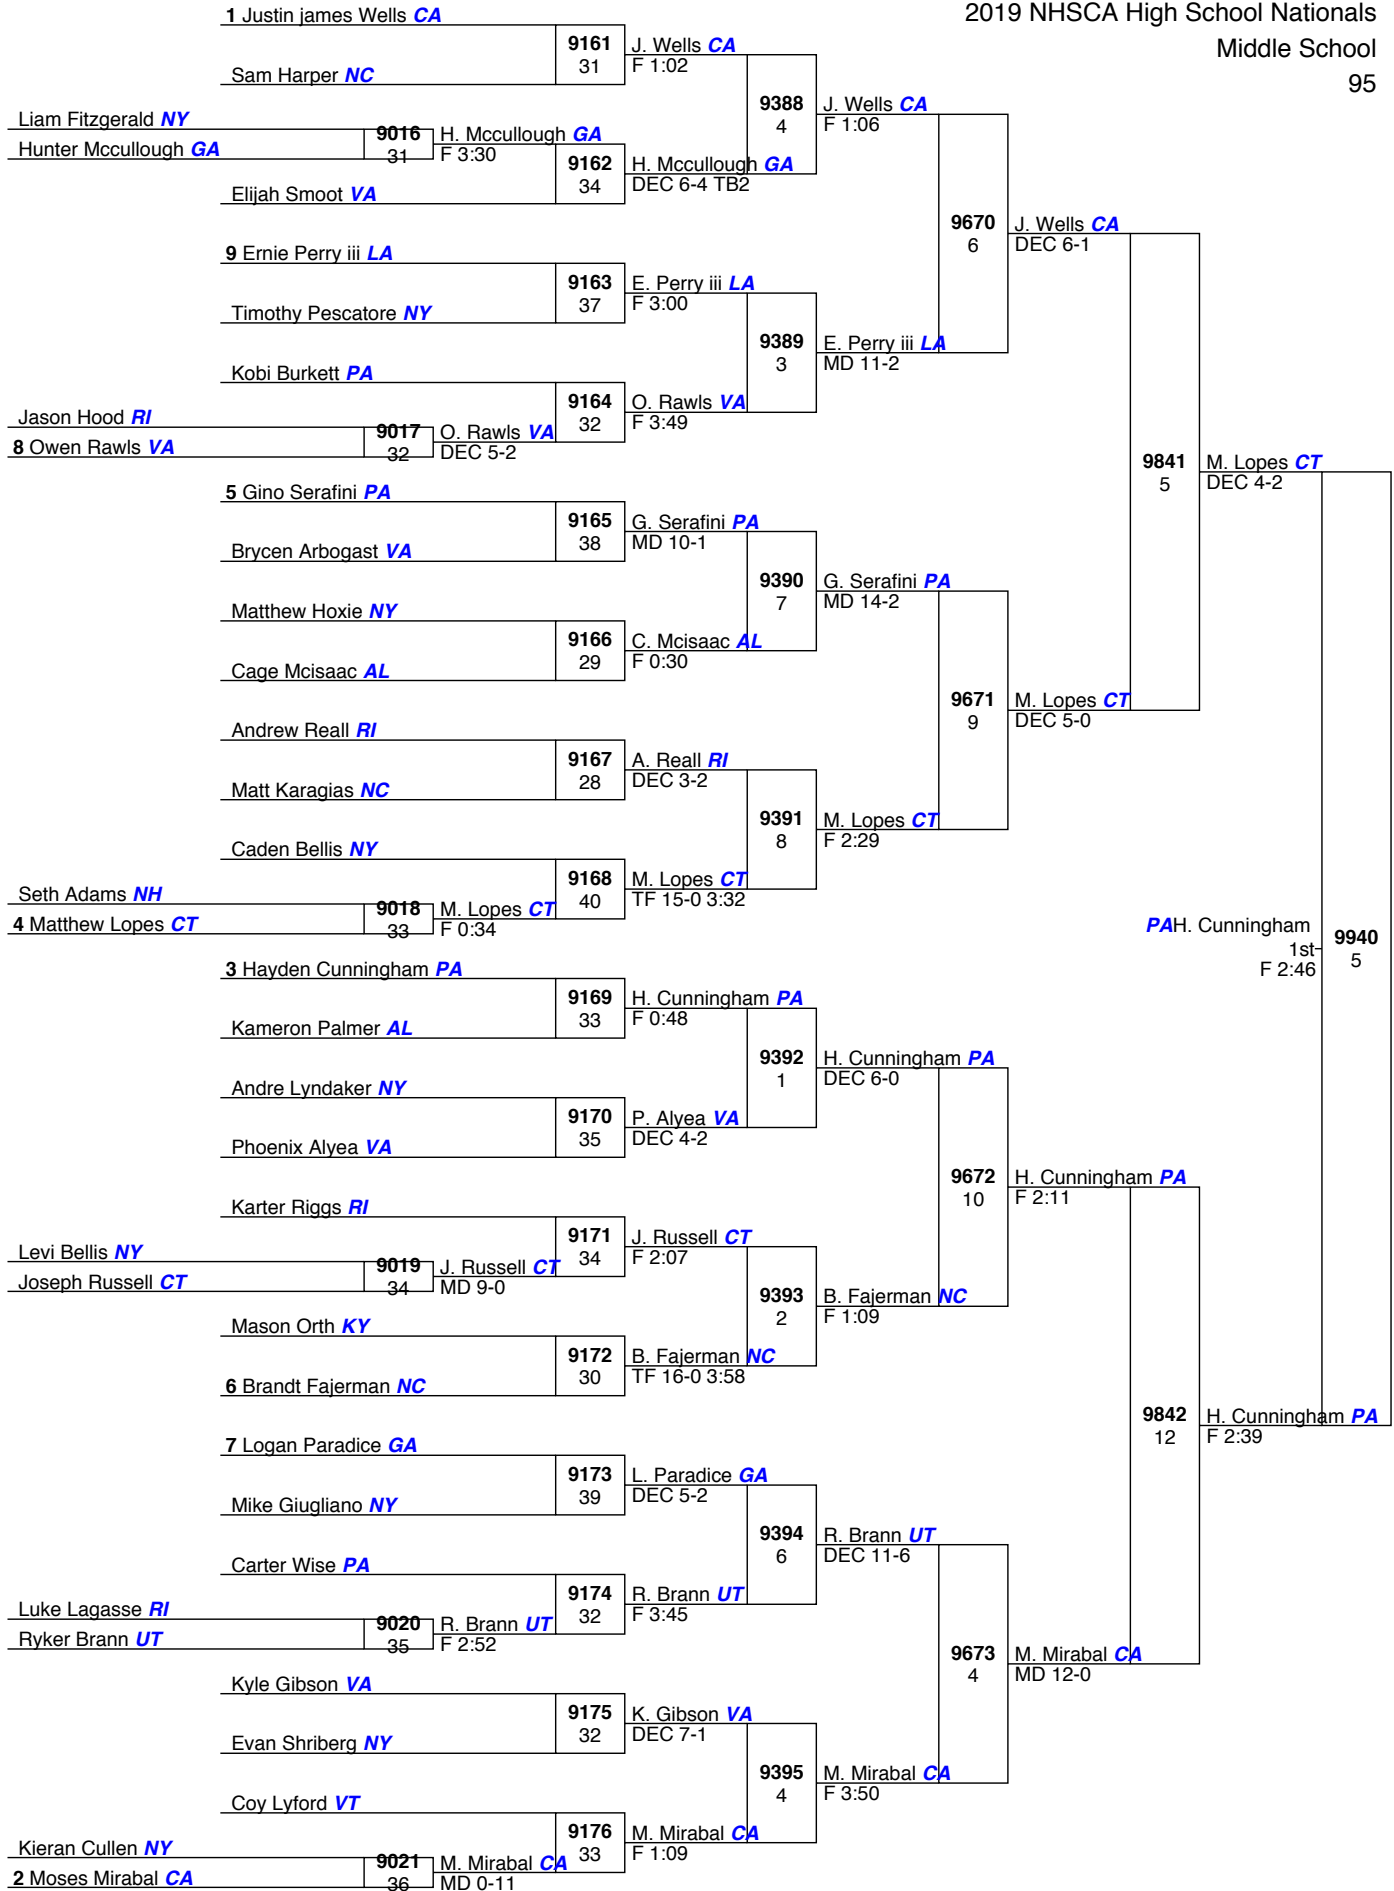 2019 NHSCA High School Nationals
Middle School
95
1 Justin james Wells CA
Sam Harper NC
9161
31
J. Wells CA
F 1:02
Liam Fitzgerald NY
Hunter Mccullough GA
9016
31
H. Mccullough GA
F 3:30
Elijah Smoot VA
9162
34
H. Mccullough GA
DEC 6-4 TB2
9388
4
J. Wells CA
F 1:06
9 Ernie Perry iii LA
Timothy Pescatore NY
9163
37
E. Perry iii LA
F 3:00
Kobi Burkett PA
Jason Hood RI
8 Owen Rawls VA
9017
32
O. Rawls VA
DEC 5-2
9164
32
O. Rawls VA
F 3:49
9389
3
E. Perry iii LA
MD 11-2
9670
6
J. Wells CA
DEC 6-1
5 Gino Serafini PA
Brycen Arbogast VA
9165
38
G. Serafini PA
MD 10-1
Matthew Hoxie NY
Cage Mcisaac AL
9166
29
C. Mcisaac AL
F 0:30
9390
7
G. Serafini PA
MD 14-2
Andrew Reall RI
Matt Karagias NC
9167
28
A. Reall RI
DEC 3-2
Caden Bellis NY
Seth Adams NH
4 Matthew Lopes CT
9018
33
M. Lopes CT
F 0:34
9168
40
M. Lopes CT
TF 15-0 3:32
9391
8
M. Lopes CT
F 2:29
9671
9
M. Lopes CT
DEC 5-0
9841
5
M. Lopes CT
DEC 4-2
PAH. Cunningham
1st
F 2:46
9940
5
3 Hayden Cunningham PA
Kameron Palmer AL
9169
33
H. Cunningham PA
F 0:48
Andre Lyndaker NY
Phoenix Alyea VA
9170
35
P. Alyea VA
DEC 4-2
9392
1
H. Cunningham PA
DEC 6-0
Karter Riggs RI
Levi Bellis NY
Joseph Russell CT
9019
34
J. Russell CT
MD 9-0
9171
34
J. Russell CT
F 2:07
Mason Orth KY
6 Brandt Fajerman NC
9172
30
B. Fajerman NC
TF 16-0 3:58
9393
2
B. Fajerman NC
F 1:09
9672
10
H. Cunningham PA
F 2:11
7 Logan Paradice GA
Mike Giugliano NY
9173
39
L. Paradice GA
DEC 5-2
Carter Wise PA
Luke Lagasse RI
Ryker Brann UT
9020
35
R. Brann UT
F 2:52
9174
32
R. Brann UT
F 3:45
9394
6
R. Brann UT
DEC 11-6
Kyle Gibson VA
Evan Shriberg NY
9175
32
K. Gibson VA
DEC 7-1
Coy Lyford VT
Kieran Cullen NY
2 Moses Mirabal CA
9021
36
M. Mirabal CA
MD 0-11
9176
33
M. Mirabal CA
F 1:09
9395
4
M. Mirabal CA
F 3:50
9673
4
M. Mirabal CA
MD 12-0
9842
12
H. Cunningham PA
F 2:39